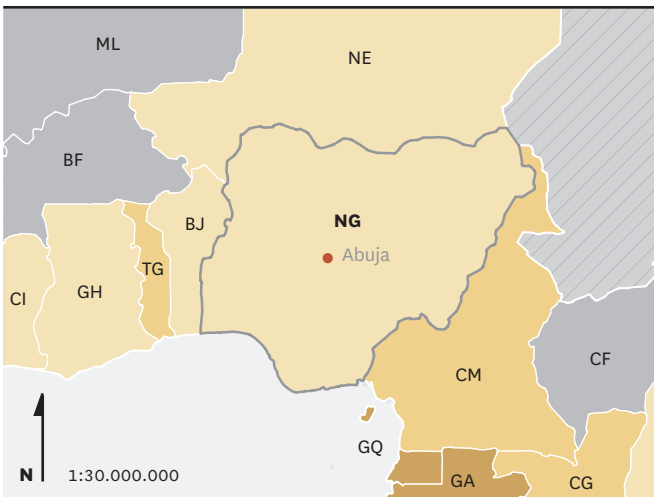 ML
NE
BF
BJ
NG
TG
Abuja
CI
GH
CF
CM
GQ
N 1:30.000.000
GA
CG